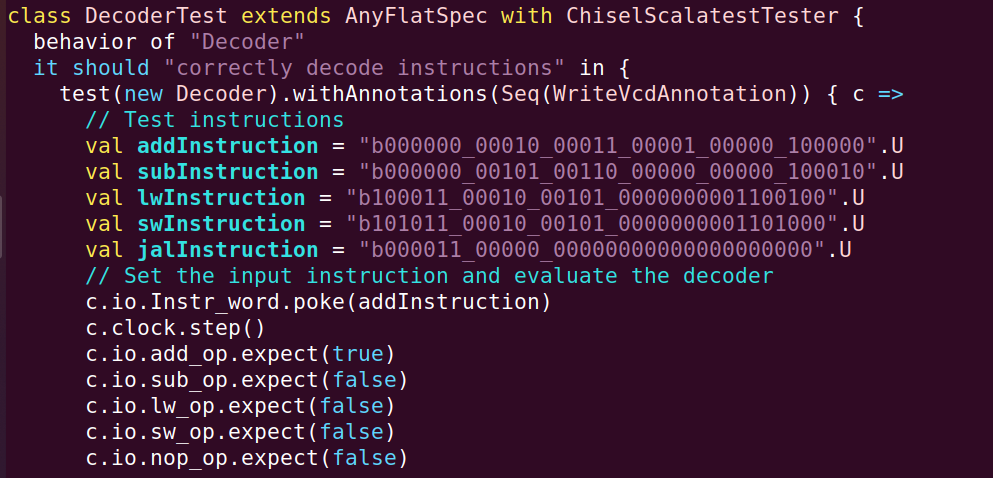 class DecoderTest extends AnyFlatSpec with ChiselScalatestTester {
  behavior of "Decoder"
  it should "correctly decode instructions" in {
    test(new Decoder).withAnnotations(Seq(WriteVcdAnnotation)) { c =>
      // Test instructions
      val addInstruction = "b000000_00010_00011_00001_00000_100000".U
      val subInstruction = "b000000_00101_00110_00000_00000_100010".U
      val lwInstruction = "b100011_00010_00101_0000000001100100".U
      val swInstruction = "b101011_00010_00101_0000000001101000".U
      val jalInstruction = "b000011_00000_00000000000000000000".U
      // Set the input instruction and evaluate the decoder
      c.io.Instr_word.poke(addInstruction)
      c.clock.step()
      c.io.add_op.expect(true)
      c.io.sub_op.expect(false)
      c.io.lw_op.expect(false)
      c.io.sw_op.expect(false)
      c.io.nop_op.expect(false)